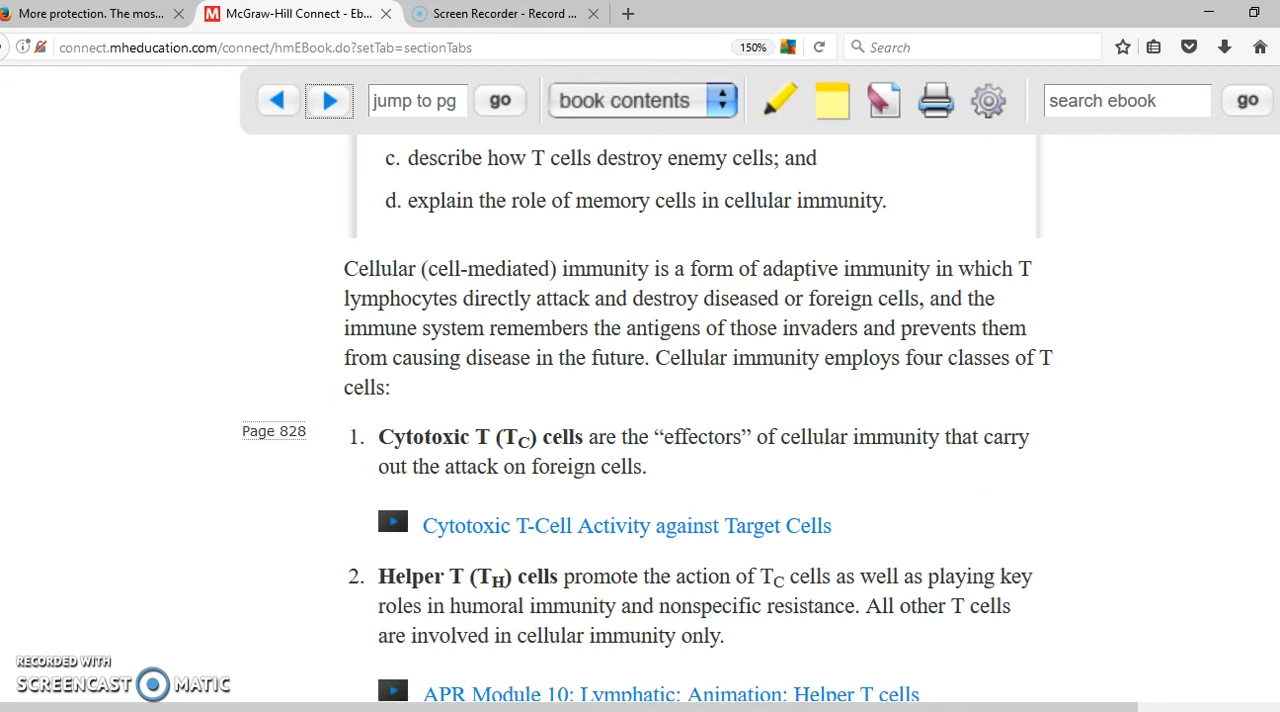 More protection. The mos...
McGraw-Hill Connect - Eb...
Screen Recorder - Record ...
connect.mheducation.com/connect/hmEBook.do?setTab=sectionTabs
150%
Search
jump to pg
go
book contents
search ebook
go
c. describe how T cells destroy enemy cells; and
d. explain the role of memory cells in cellular immunity.
Cellular (cell-mediated) immunity is a form of adaptive immunity in which T
lymphocytes directly attack and destroy diseased or foreign cells, and the
immune system remembers the antigens of those invaders and prevents them
from causing disease in the future. Cellular immunity employs four classes of T
cells:
Page 828
1. Cytotoxic T (TC) cells are the “effectors” of cellular immunity that carry
out the attack on foreign cells.
Cytotoxic T-Cell Activity against Target Cells
2. Helper T (TH) cells promote the action of TC cells as well as playing key
roles in humoral immunity and nonspecific resistance. All other T cells
are involved in cellular immunity only.
APR Module 10: Lymphatic: Animation: Helper T cells
RECORDED WITH
SCREENCAST MATIC